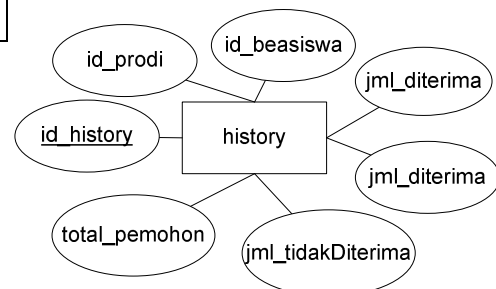 id_beasiswa
id_prodi
jml_diterima
id_history
history
jml_diterima
total_pemohon
jml_tidakDiterima